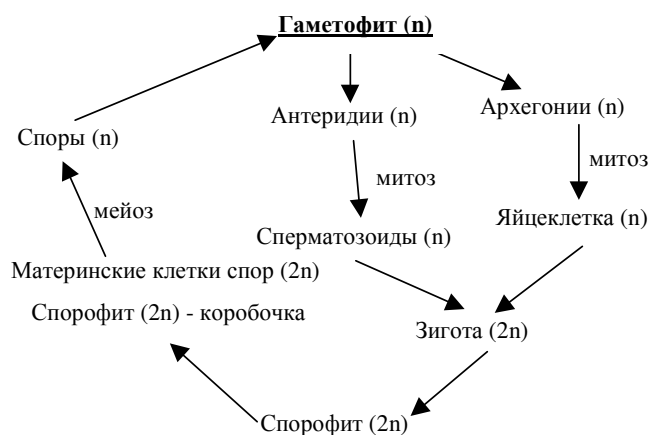 Гаметофит (n)
Антеридии (n)
Архегонии (n)
Споры (n)
митоз
митоз
мейоз
Яйцеклетка (n)
Сперматозоиды (n)
Материнские клетки спор (2n)
Спорофит (2n) - коробочка
Зигота (2n)
Спорофит (2n)